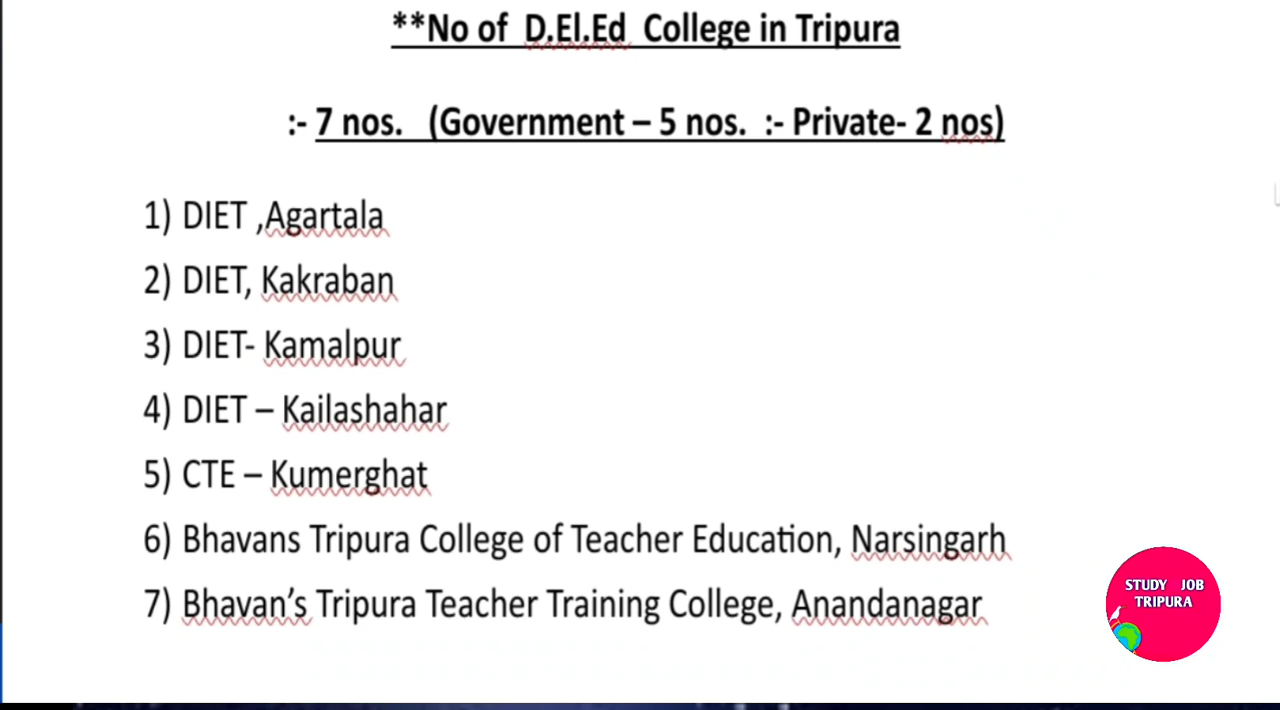 **No of D.El.Ed College in Tripura
:- 7 nos. (Government – 5 nos. :- Private- 2 nos)
1) DIET ,Agartala
2) DIET, Kakraban
3) DIET- Kamalpur
4) DIET – Kailashahar
5) CTE – Kumerghat
6) Bhavans Tripura College of Teacher Education, Narsingarh
7) Bhavan’s Tripura Teacher Training College, Anandanagar
STUDY JOB
TRIPURA